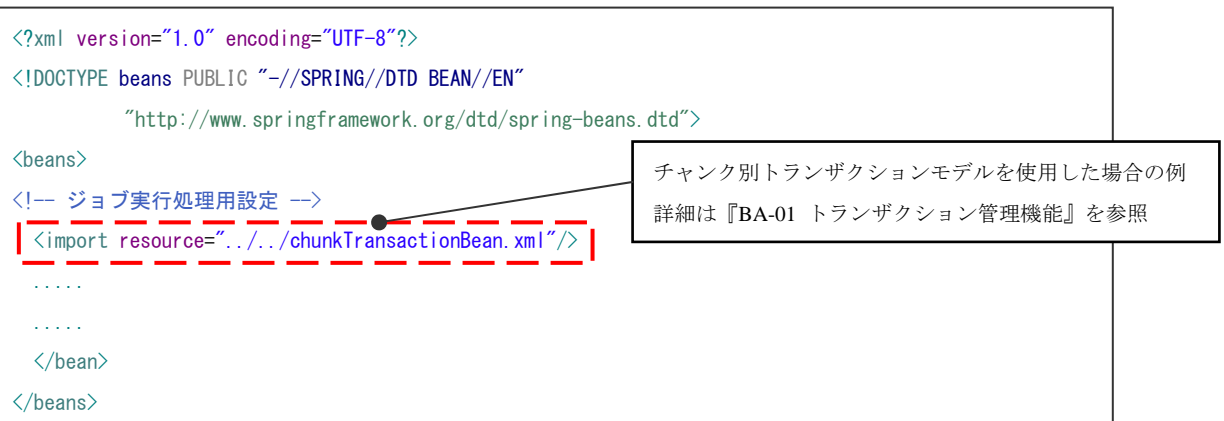 <?xml version="1.0" encoding="UTF-8"?>
<!DOCTYPE beans PUBLIC "-//SPRING//DTD BEAN//EN"
"http://www.springframework.org/dtd/spring-beans.dtd">
<beans>
<!-- ジョブ実行処理用設定 -->
<import resource="../../chunkTransactionBean.xml"/>
.....
.....
</bean>
</beans>
チャンク別トランザクションモデルを使用した場合の例
詳細は『BA-01 トランザクション管理機能』を参照